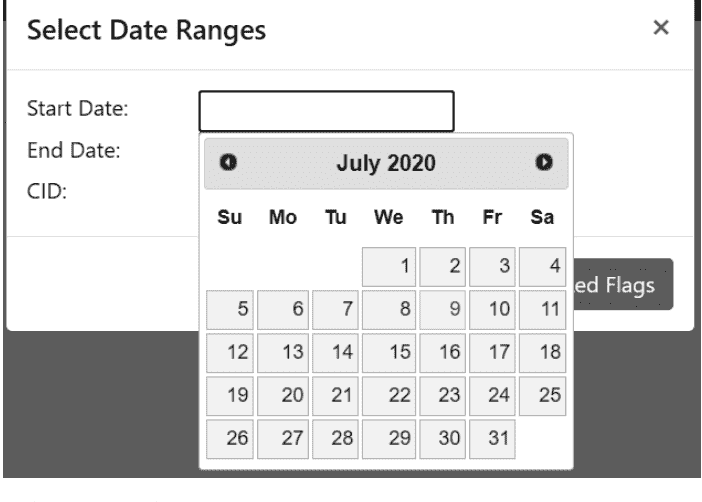 Select Date Ranges ×
Start Date:
End Date:
CID:
July 2020
Su Mo Tu We Th Fr Sa
1 2 3 4
5 6 7 8 9 10 11
12 13 14 15 16 17 18
19 20 21 22 23 24 25
26 27 28 29 30 31
ed Flags